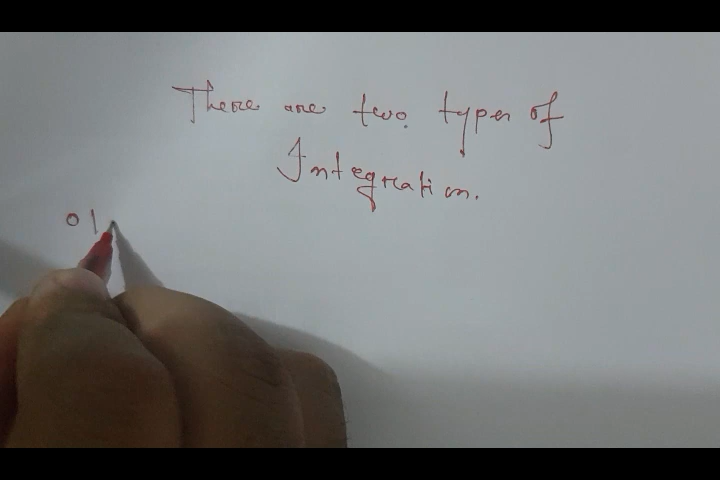 There are two types of
Integration.
01